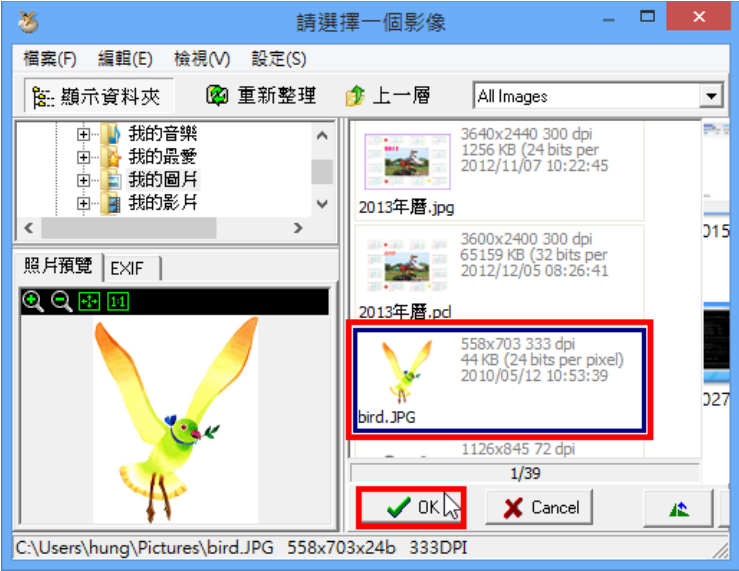 請選擇一個影像
檔案(F) 編輯(E) 檢視(V) 設定(S)
顯示資料夾 重新整理 上一層 All Images
我的音樂
我的最愛
我的圖片
我的影片
照片預覽 EXIF
1:1
3640x2440 300 dpi
1256 KB (24 bits per
2012/11/07 10:22:45
2013年曆.jpg
3600x2400 300 dpi
65159 KB (32 bits per
2012/12/05 08:26:41
2013年曆.pcl
558x703 333 dpi
44 KB (24 bits per pixel)
2010/05/12 10:53:39
bird.JPG
1126x845 72 dpi
015
027
1/39
OK Cancel
C:\Users\hung\Pictures\bird.JPG 558x703x24b 333DPI